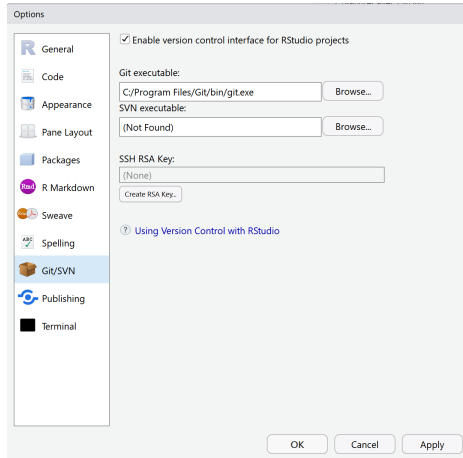 Options
General
Code
Appearance
Pane Layout
Packages
Rmd R Markdown
Sweave
ABC Spelling
Git/SVN
Publishing
Terminal
Enable version control interface for RStudio projects
Git executable:
C:/Program Files/Git/bin/git.exe Browse...
SVN executable:
(Not Found) Browse...
SSH RSA Key:
(None)
Create RSA Key...
? Using Version Control with RStudio
OK Cancel Apply